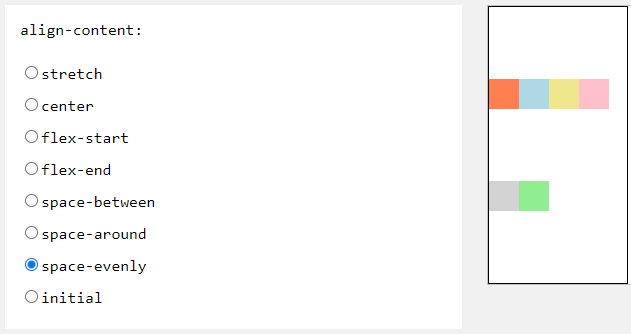 align-content:
stretch
center
flex-start
flex-end
space-between
space-around
space-evenly
initial